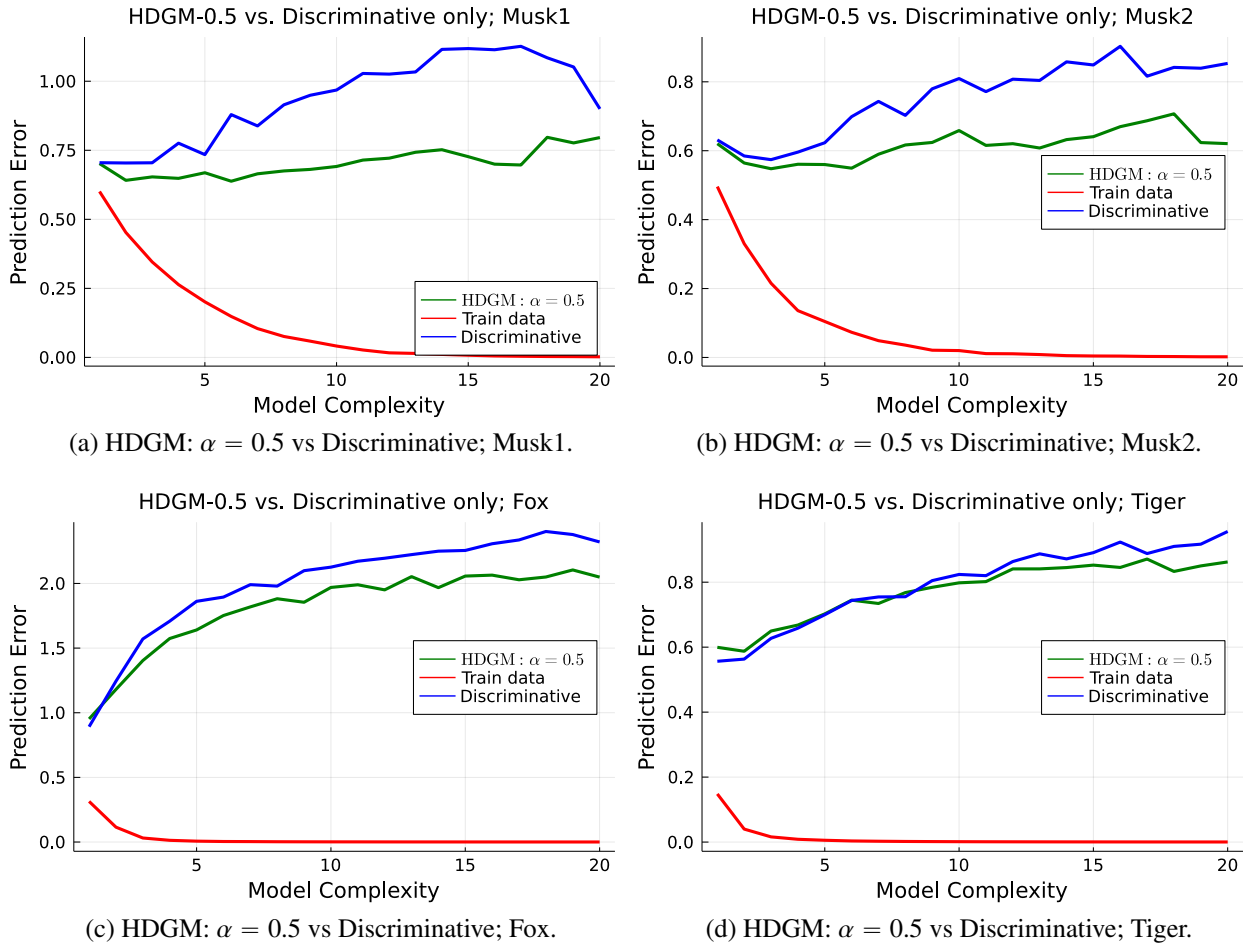 HDGM-0.5 vs. Discriminative only; Musk1
Prediction Error
1.00
0.75
0.50
0.25
0.00
HDGM : α = 0.5
Train data
Discriminative
5
10
15
20
Model Complexity
(a) HDGM: α = 0.5 vs Discriminative; Musk1.
HDGM-0.5 vs. Discriminative only; Musk2
Prediction Error
0.8
0.6
0.4
0.2
0.0
HDGM : α = 0.5
Train data
Discriminative
5
10
15
20
Model Complexity
(b) HDGM: α = 0.5 vs Discriminative; Musk2.
HDGM-0.5 vs. Discriminative only; Fox
Prediction Error
2.0
1.5
1.0
0.5
0.0
HDGM : α = 0.5
Train data
Discriminative
5
10
15
20
Model Complexity
(c) HDGM: α = 0.5 vs Discriminative; Fox.
HDGM-0.5 vs. Discriminative only; Tiger
Prediction Error
0.8
0.6
0.4
0.2
0.0
HDGM : α = 0.5
Train data
Discriminative
5
10
15
20
Model Complexity
(d) HDGM: α = 0.5 vs Discriminative; Tiger.